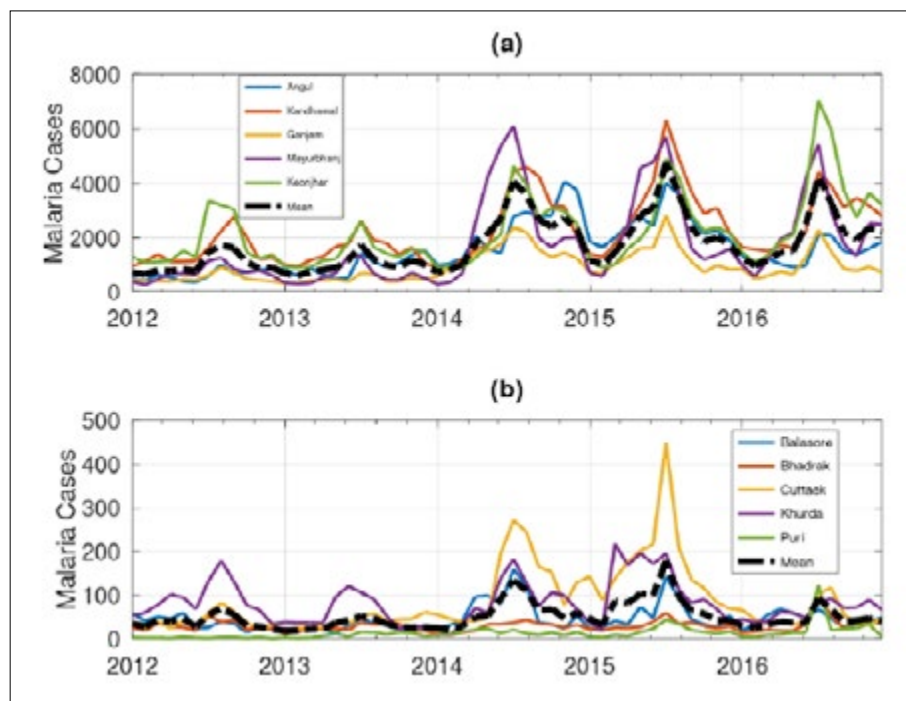 (a)
Malaria Cases
8000
6000
4000
2000
0
Angul
Kandhamal
Ganjam
Mayurbhanj
Keonjhar
Mean
2012
2013
2014
2015
2016
(b)
Malaria Cases
500
400
300
200
100
0
Balasore
Bhadrak
Cuttack
Khurda
Puri
Mean
2012
2013
2014
2015
2016